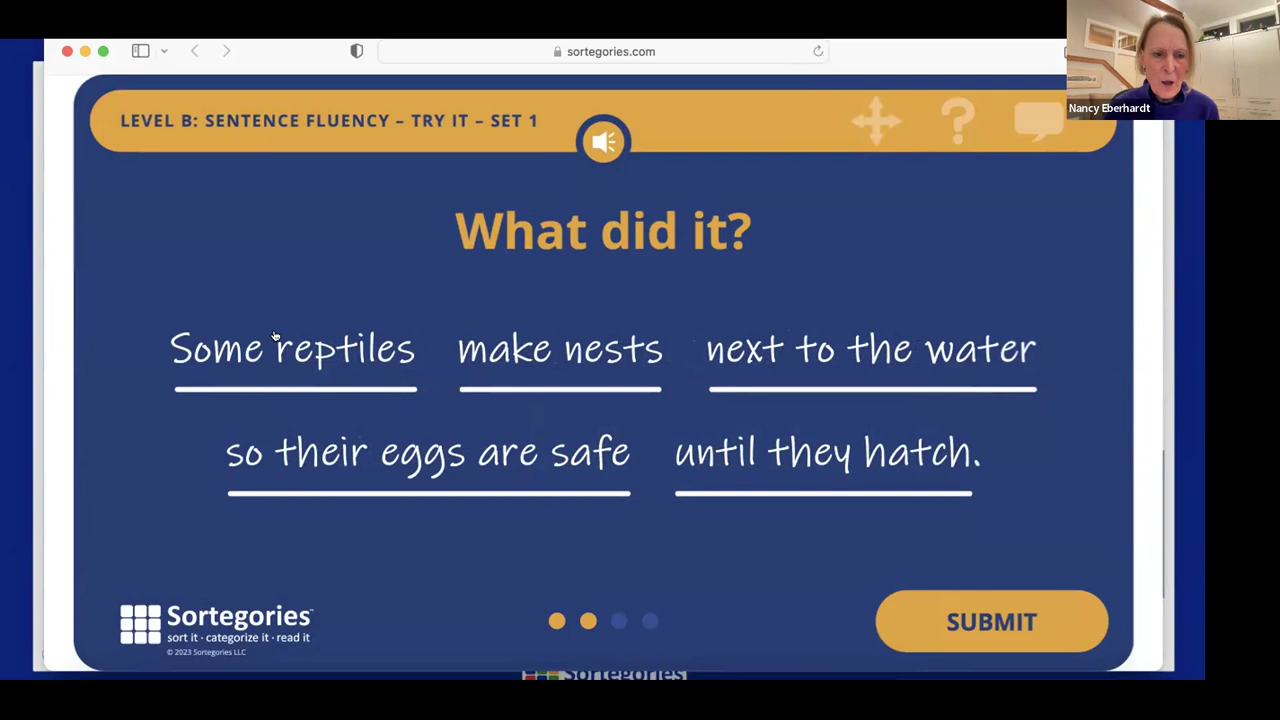 sortegories.com
Nancy Eberhardt
LEVEL B: SENTENCE FLUENCY – TRY IT – SET 1
?
What did it?
Some reptiles make nests next to the water
so their eggs are safe until they hatch.
Sortegories™
sort it · categorize it · read it
© 2023 Sortegories LLC
SUBMIT
Sortegories